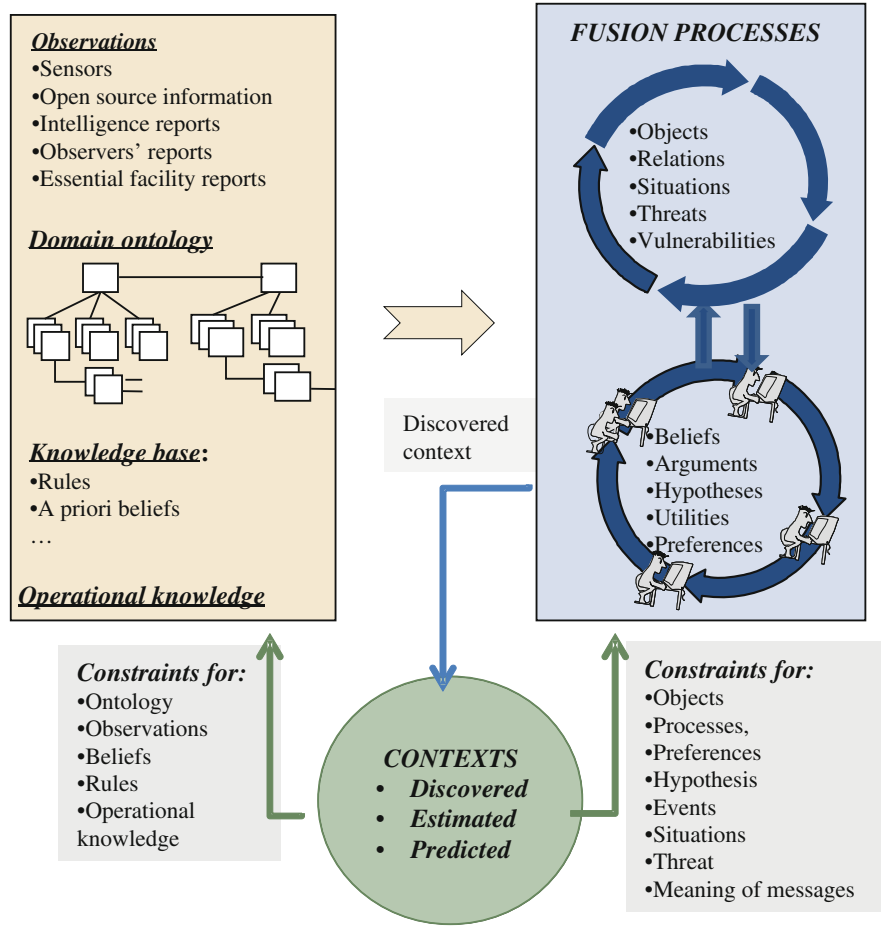 Observations
•Sensors
•Open source information
•Intelligence reports
•Observers’ reports
•Essential facility reports
Domain ontology
Knowledge base:
•Rules
•A priori beliefs
…
Operational knowledge
FUSION PROCESSES
•Objects
•Relations
•Situations
•Threats
•Vulnerabilities
•Beliefs
•Arguments
•Hypotheses
•Utilities
•Preferences
Discovered
context
Constraints for:
•Ontology
•Observations
•Beliefs
•Rules
•Operational
knowledge
CONTEXTS
• Discovered
• Estimated
• Predicted
Constraints for:
•Objects
•Processes,
•Preferences
•Hypothesis
•Events
•Situations
•Threat
•Meaning of messages